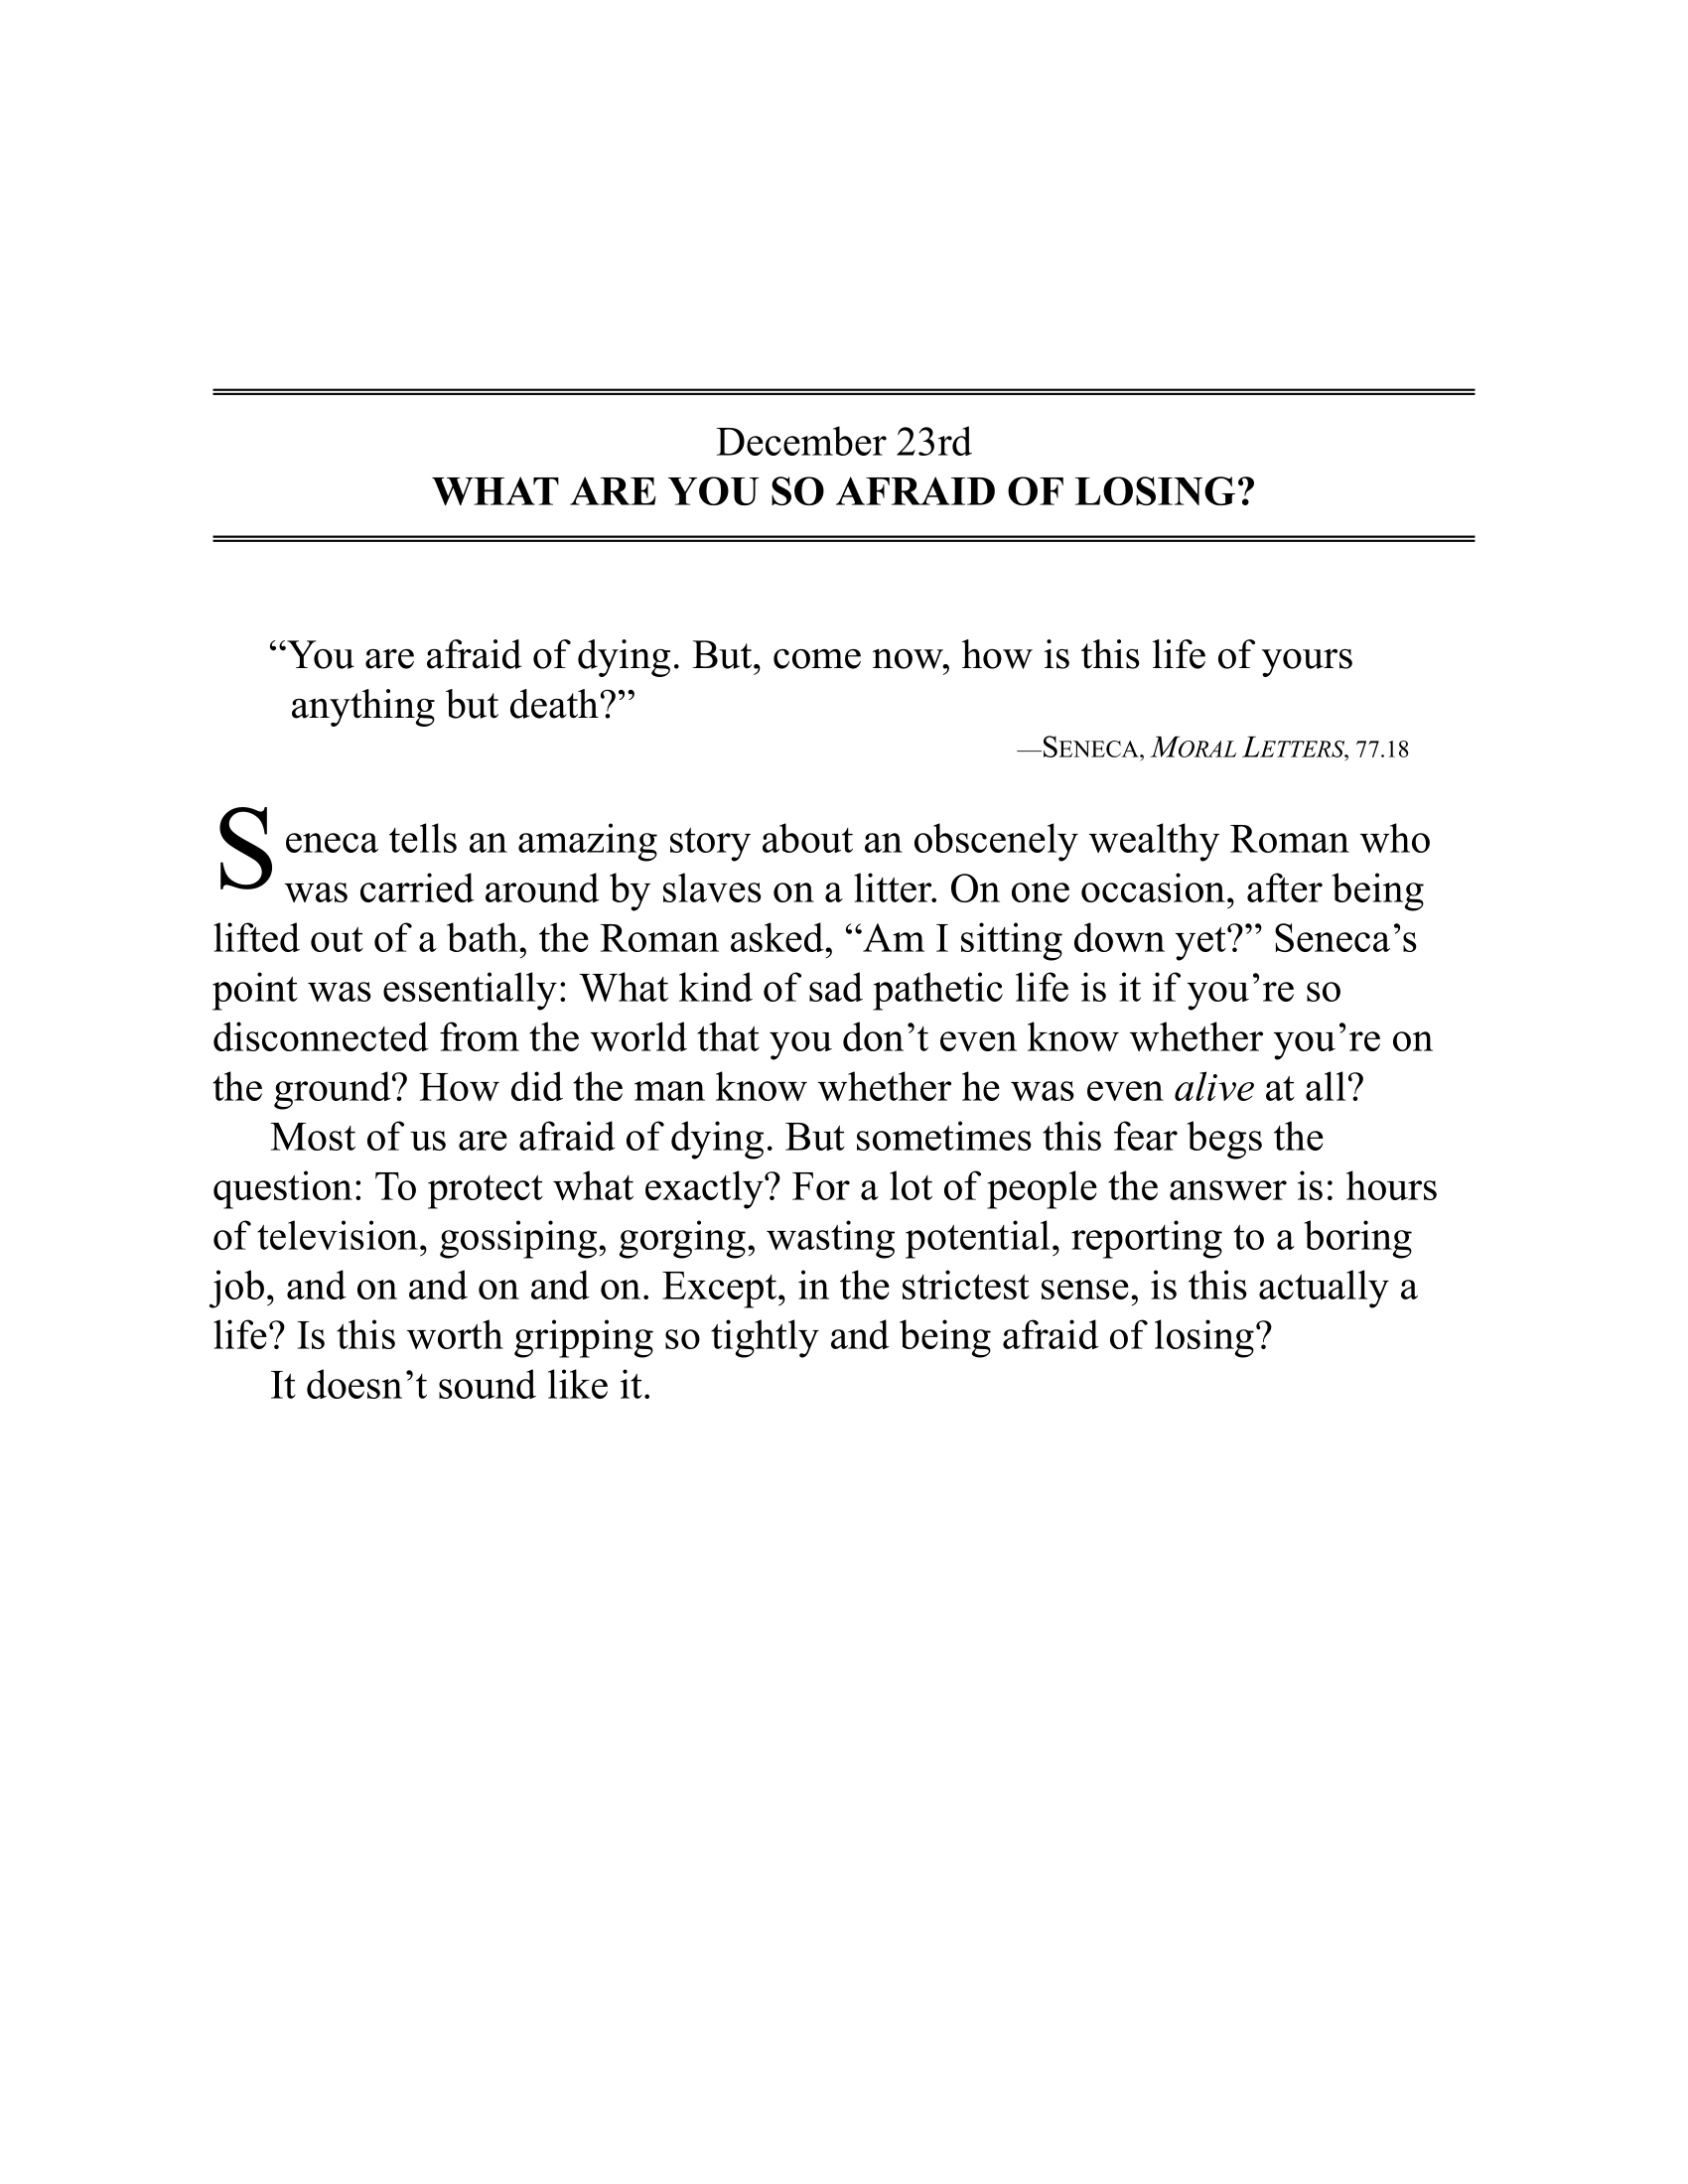 December 23rd
WHAT ARE YOU SO AFRAID OF LOSING?
“You are afraid of dying. But, come now, how is this life of yours
anything but death?”
—SENECA, MORAL LETTERS, 77.18
Seneca tells an amazing story about an obscenely wealthy Roman who
was carried around by slaves on a litter. On one occasion, after being
lifted out of a bath, the Roman asked, “Am I sitting down yet?” Seneca’s
point was essentially: What kind of sad pathetic life is it if you’re so
disconnected from the world that you don’t even know whether you’re on
the ground? How did the man know whether he was even alive at all?
Most of us are afraid of dying. But sometimes this fear begs the
question: To protect what exactly? For a lot of people the answer is: hours
of television, gossiping, gorging, wasting potential, reporting to a boring
job, and on and on and on. Except, in the strictest sense, is this actually a
life? Is this worth gripping so tightly and being afraid of losing?
It doesn’t sound like it.